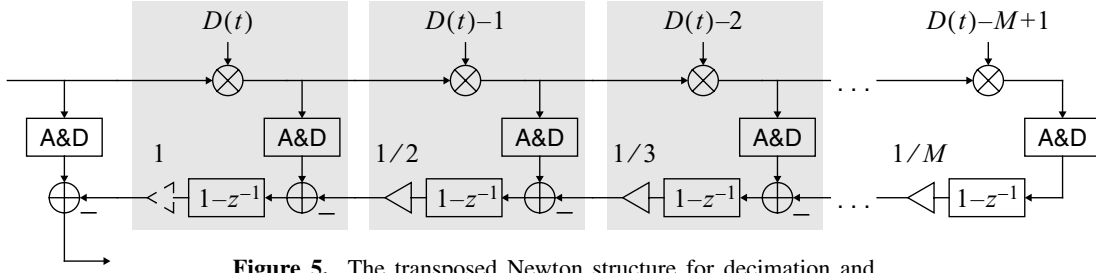 D(t) D(t)–1 D(t)–2 D(t)–M+1
. . .
A&D A&D A&D A&D A&D
1 1/2 1/3 1/M
– 1–z⁻¹ – 1–z⁻¹ – 1–z⁻¹ – . . . 1–z⁻¹
Figure 5. The transposed Newton structure for decimation and